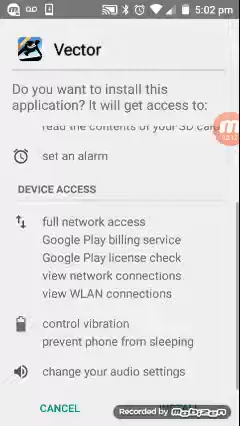 5:02 pm
Vector
Do you want to install this
application? It will get access to:
read the contents of your SD card
set an alarm
DEVICE ACCESS
full network access
Google Play billing service
Google Play license check
view network connections
view WLAN connections
control vibration
prevent phone from sleeping
change your audio settings
CANCEL
Recorded by Mobizen